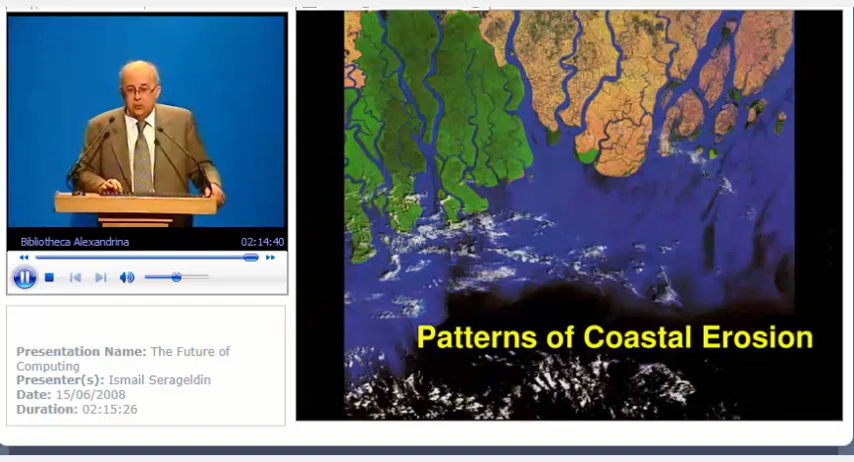 Bibliotheca Alexandrina 02:14:40
Presentation Name: The Future of
Computing
Presenter(s): Ismail Serageldin
Date: 15/06/2008
Duration: 02:15:26
Patterns of Coastal Erosion